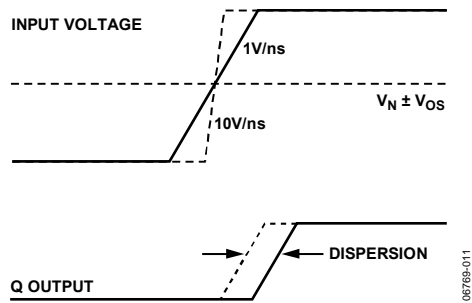 INPUT VOLTAGE
1V/ns
V_N ± V_OS
10V/ns
DISPERSION
Q OUTPUT
06769-011